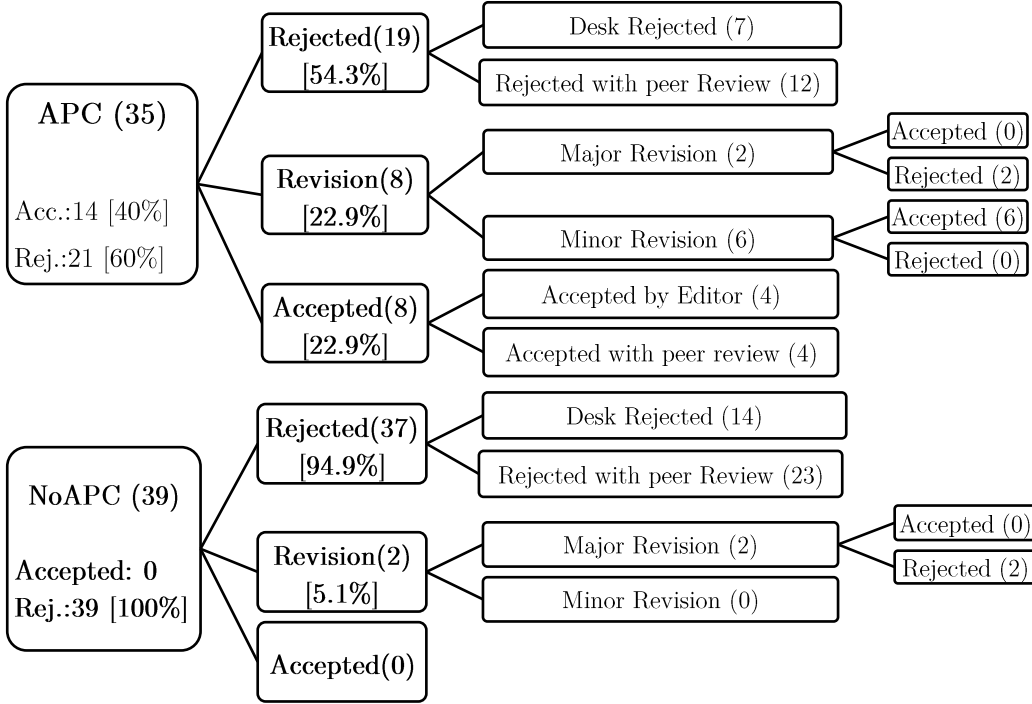 APC (35)
Acc.:14 [40%]
Rej.:21 [60%]
Rejected(19)
[54.3%]
Desk Rejected (7)
Rejected with peer Review (12)
Revision(8)
[22.9%]
Major Revision (2)
Accepted (0)
Rejected (2)
Minor Revision (6)
Accepted (6)
Rejected (0)
Accepted(8)
[22.9%]
Accepted by Editor (4)
Accepted with peer review (4)
NoAPC (39)
Accepted: 0
Rej.:39 [100%]
Rejected(37)
[94.9%]
Desk Rejected (14)
Rejected with peer Review (23)
Revision(2)
[5.1%]
Major Revision (2)
Accepted (0)
Rejected (2)
Minor Revision (0)
Accepted(0)